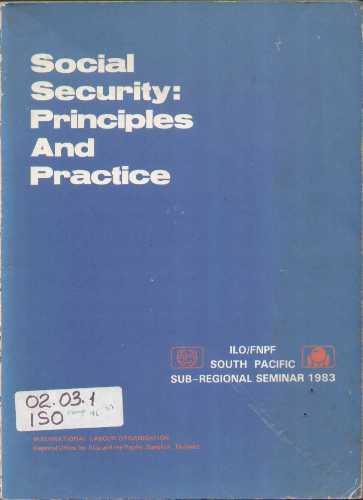 Social
Security:
Principles
And
Practice
ILO/FNPF
SOUTH PACIFIC
SUB-REGIONAL SEMINAR 1983
02.03.1
ISO
INTERNATIONAL LABOUR ORGANISATION
Regional Office for Asia and the Pacific, Bangkok, Thailand